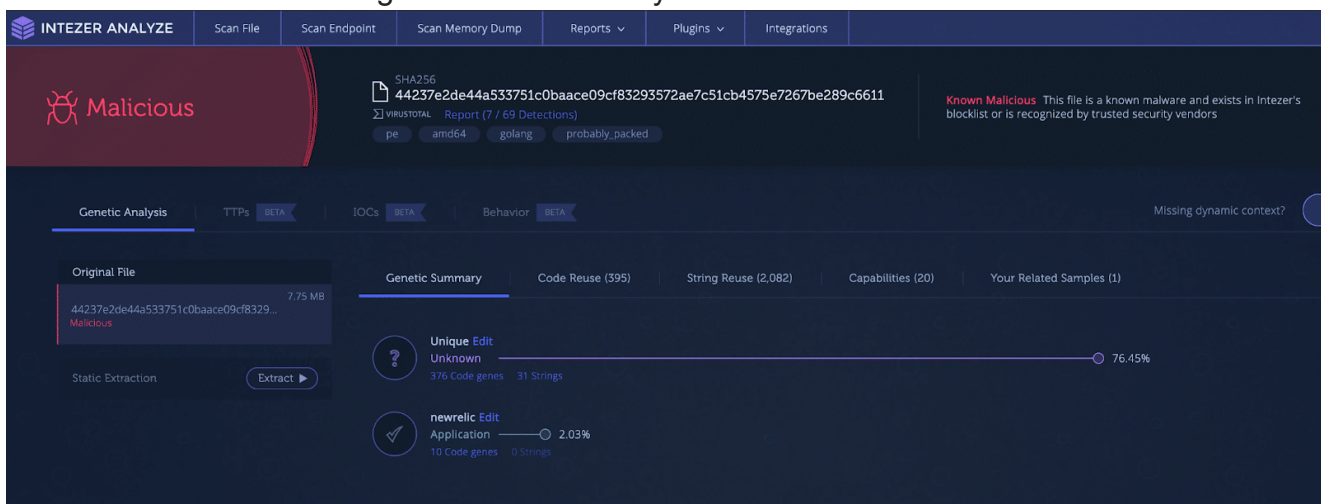 INTEZER ANALYZE
Scan File
Scan Endpoint
Scan Memory Dump
Reports
Plugins
Integrations
Malicious
SHA256
44237e2de44a533751c0baace09cf83293572ae7c51cb4575e7267be289c6611
VIRUSTOTAL Report (7 / 69 Detections)
pe amd64 golang probably_packed
Known Malicious This file is a known malware and exists in Intezer's
blocklist or is recognized by trusted security vendors
Genetic Analysis
TTPs BETA
IOCs BETA
Behavior BETA
Missing dynamic context?
Original File
7.75 MB
44237e2de44a533751c0baace09cf8329...
Malicious
Static Extraction
Extract
Genetic Summary
Code Reuse (395)
String Reuse (2,082)
Capabilities (20)
Your Related Samples (1)
Unique Edit
Unknown 76.45%
376 Code genes 31 Strings
newrelic Edit
Application 2.03%
10 Code genes 0 Strings